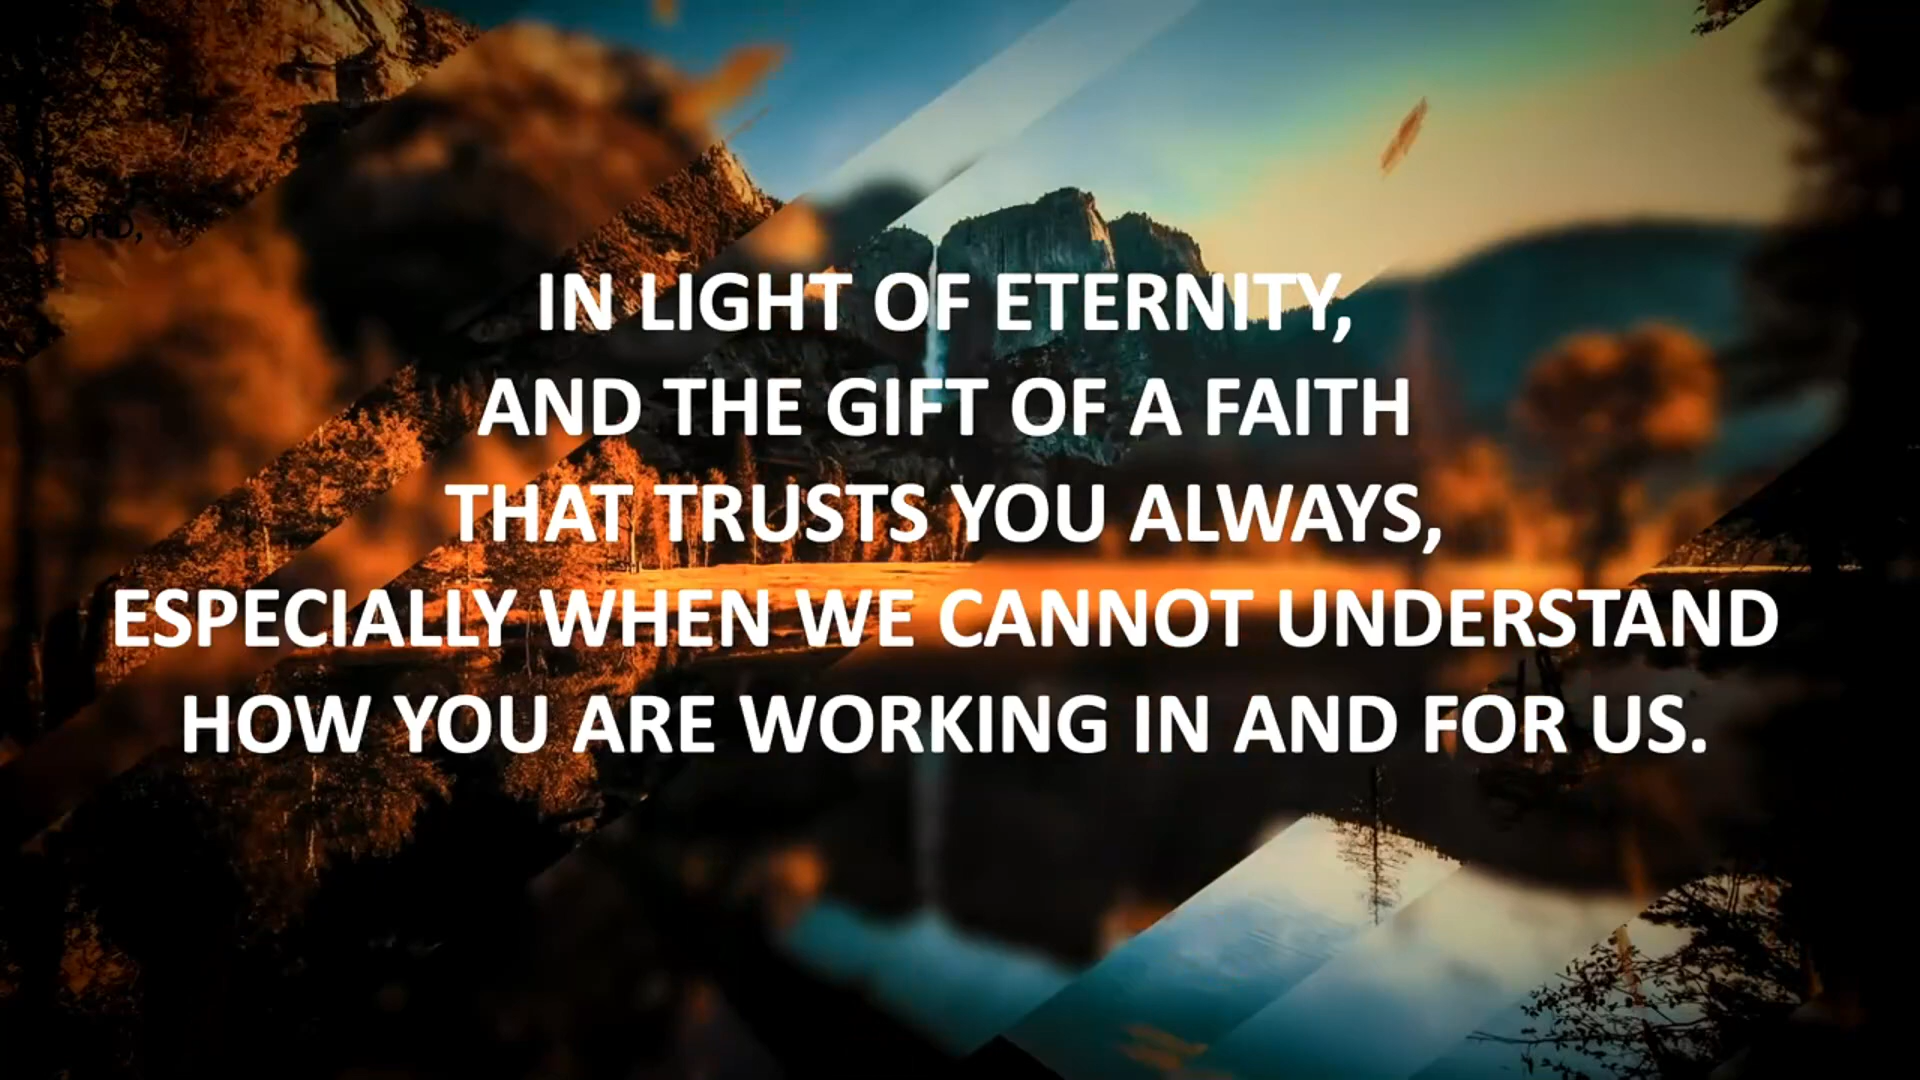 LORD,
IN LIGHT OF ETERNITY,
AND THE GIFT OF A FAITH
THAT TRUSTS YOU ALWAYS,
ESPECIALLY WHEN WE CANNOT UNDERSTAND
HOW YOU ARE WORKING IN AND FOR US.